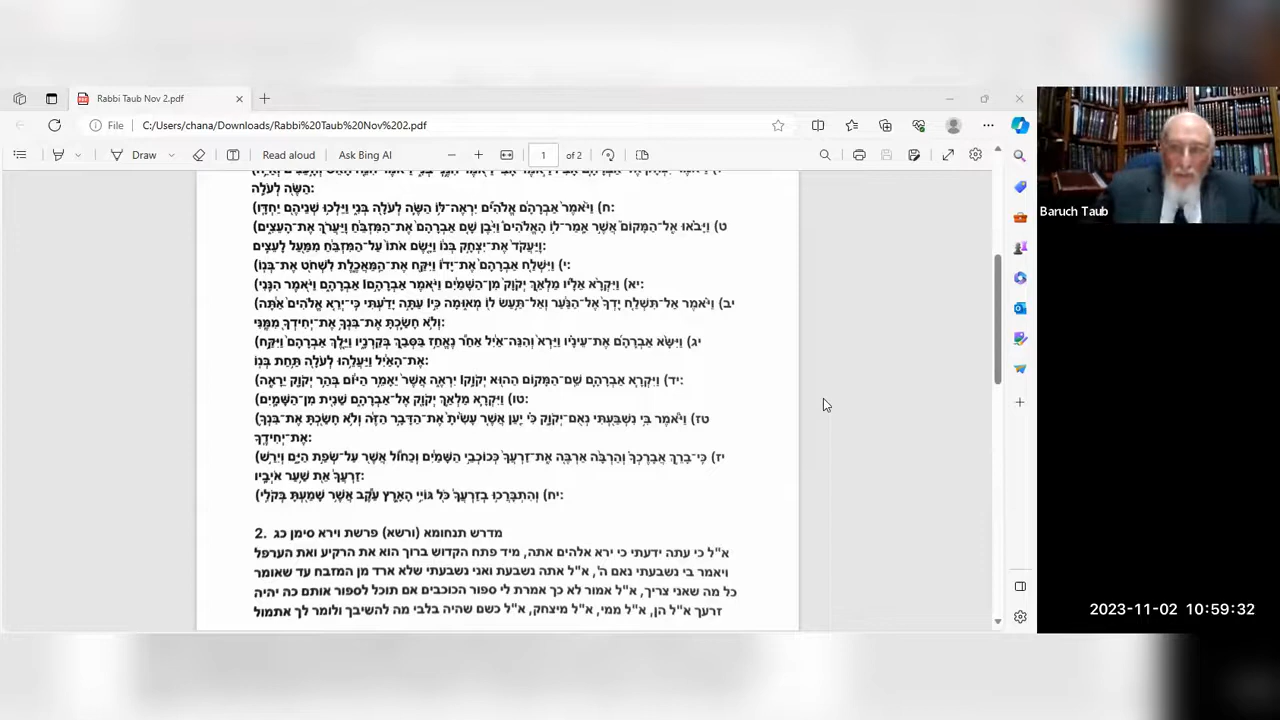 Rabbi Taub Nov 2.pdf
File C:/Users/chana/Downloads/Rabbi%20Taub%20Nov%202.pdf
Draw Read aloud Ask Bing AI 1 of 2
הַשֶּׂה לְעֹלָה:
ח) וַיֹּאמֶר אַבְרָהָם אֱלֹהִים יִרְאֶה־לּוֹ הַשֶּׂה לְעֹלָה בְּנִי וַיֵּלְכוּ שְׁנֵיהֶם יַחְדָּו:)
ט) וַיָּבֹאוּ אֶל־הַמָּקוֹם אֲשֶׁר אָמַר־לוֹ הָאֱלֹהִים וַיִּבֶן שָׁם אַבְרָהָם אֶת־הַמִּזְבֵּחַ וַיַּעֲרֹךְ אֶת־הָעֵצִים)
וַיַּעֲקֹד אֶת־יִצְחָק בְּנוֹ וַיָּשֶׂם אֹתוֹ עַל־הַמִּזְבֵּחַ מִמַּעַל לָעֵצִים:
י) וַיִּשְׁלַח אַבְרָהָם אֶת־יָדוֹ וַיִּקַּח אֶת־הַמַּאֲכֶלֶת לִשְׁחֹט אֶת־בְּנוֹ:)
יא) וַיִּקְרָא אֵלָיו מַלְאַךְ יְקֹוָק מִן־הַשָּׁמַיִם וַיֹּאמֶר אַבְרָהָם׀ אַבְרָהָם וַיֹּאמֶר הִנֵּנִי:)
יב) וַיֹּאמֶר אַל־תִּשְׁלַח יָדְךָ אֶל־הַנַּעַר וְאַל־תַּעַשׂ לוֹ מְאוּמָה כִּי׀ עַתָּה יָדַעְתִּי כִּי־יְרֵא אֱלֹהִים אַתָּה)
וְלֹא חָשַׂכְתָּ אֶת־בִּנְךָ אֶת־יְחִידְךָ מִמֶּנִּי:
יג) וַיִּשָּׂא אַבְרָהָם אֶת־עֵינָיו וַיַּרְא וְהִנֵּה־אַיִל אַחַר נֶאֱחַז בַּסְּבַךְ בְּקַרְנָיו וַיֵּלֶךְ אַבְרָהָם וַיִּקַּח)
אֶת־הָאַיִל וַיַּעֲלֵהוּ לְעֹלָה תַּחַת בְּנוֹ:
יד) וַיִּקְרָא אַבְרָהָם שֵׁם־הַמָּקוֹם הַהוּא יְקֹוָק׀ יִרְאֶה אֲשֶׁר יֵאָמֵר הַיּוֹם בְּהַר יְקֹוָק יֵרָאֶה:)
טו) וַיִּקְרָא מַלְאַךְ יְקֹוָק אֶל־אַבְרָהָם שֵׁנִית מִן־הַשָּׁמָיִם:)
טז) וַיֹּאמֶר בִּי נִשְׁבַּעְתִּי נְאֻם־יְקֹוָק כִּי יַעַן אֲשֶׁר עָשִׂיתָ אֶת־הַדָּבָר הַזֶּה וְלֹא חָשַׂכְתָּ אֶת־בִּנְךָ)
אֶת־יְחִידֶךָ:
יז) כִּי־בָרֵךְ אֲבָרֶכְךָ וְהַרְבָּה אַרְבֶּה אֶת־זַרְעֲךָ כְּכוֹכְבֵי הַשָּׁמַיִם וְכַחוֹל אֲשֶׁר עַל־שְׂפַת הַיָּם וְיִרַשׁ)
זַרְעֲךָ אֵת שַׁעַר אֹיְבָיו:
יח) וְהִתְבָּרֲכוּ בְזַרְעֲךָ כֹּל גּוֹיֵי הָאָרֶץ עֵקֶב אֲשֶׁר שָׁמַעְתָּ בְּקֹלִי:)
2. מדרש תנחומא (ורשא) פרשת וירא סימן כג
א"ל כי עתה ידעתי כי ירא אלהים אתה, מיד פתח הקדוש ברוך הוא את הרקיע ואת הערפל
ויאמר בי נשבעתי נאם ה', א"ל אתה נשבעת ואני נשבעתי שלא ארד מן המזבח עד שאומר
כל מה שאני צריך, א"ל אמור לא כך אמרת לי ספור הכוכבים אם תוכל לספור אותם כה יהיה
זרעך א"ל הן, א"ל ממי, א"ל מיצחק, א"ל כשם שהיה בלבי מה להשיבך ולומר לך אתמול
Baruch Taub
2023-11-02 10:59:32